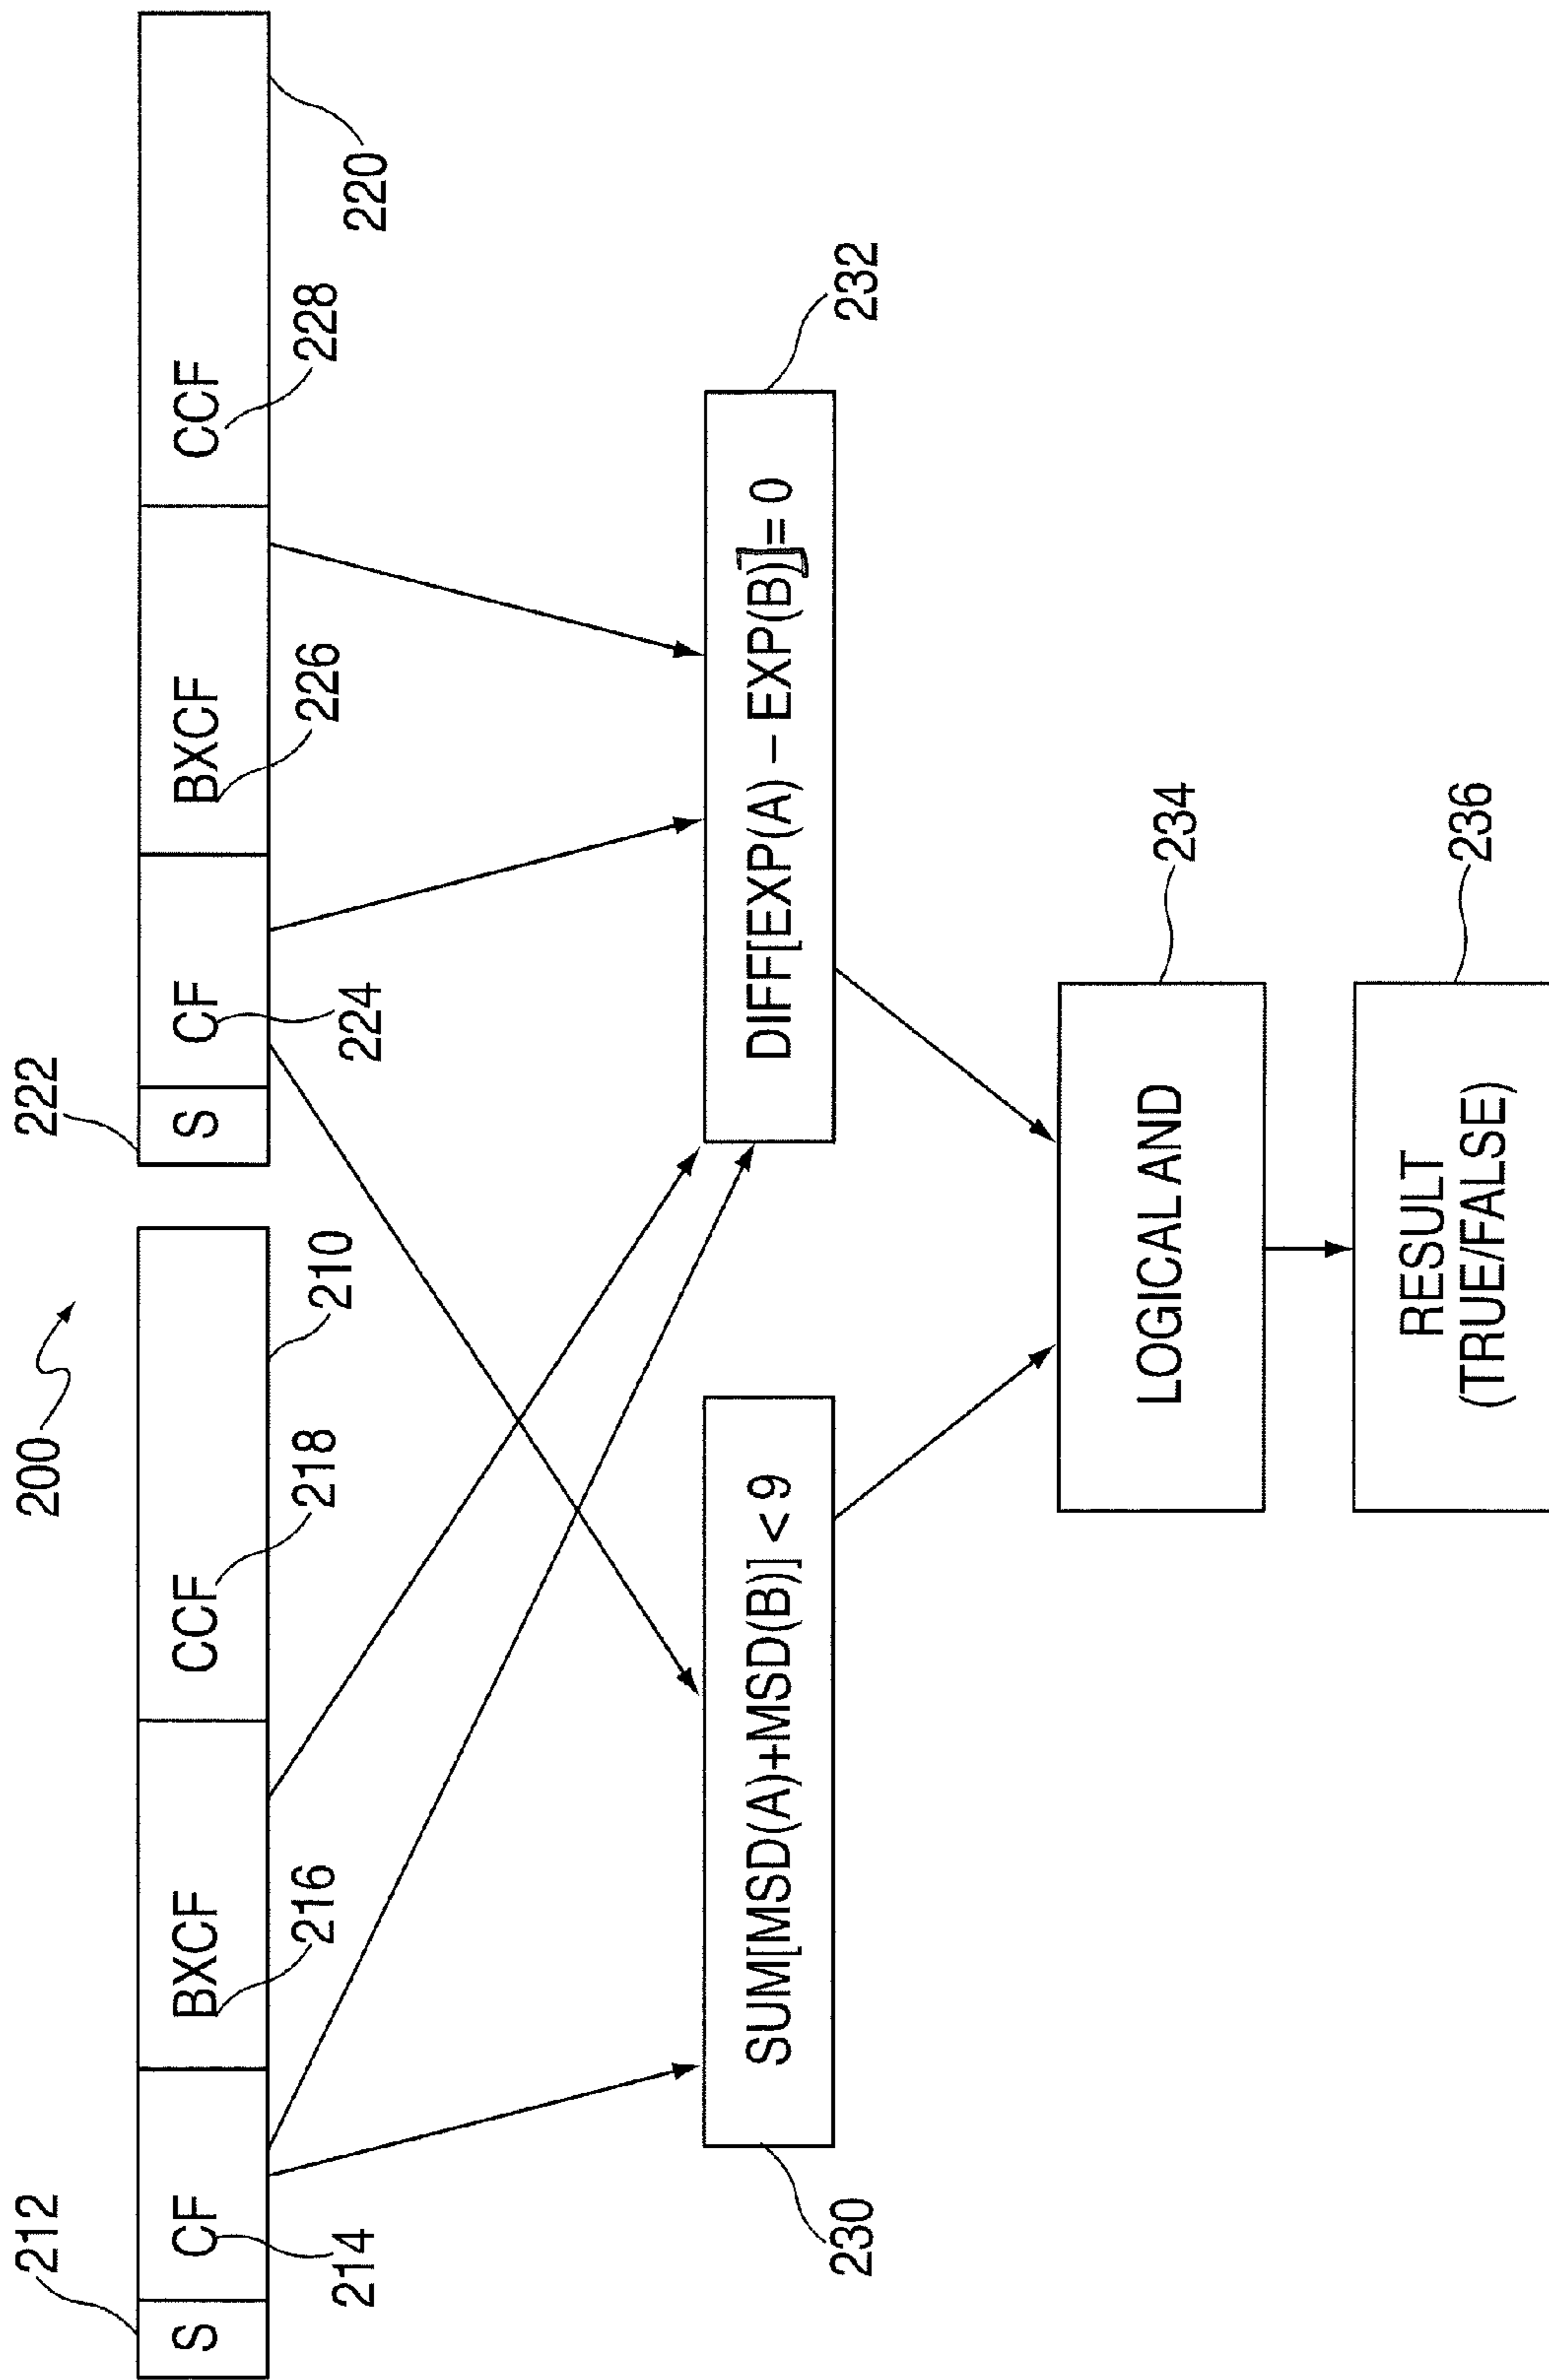 200
212
222
S
CF
BXCF
CCF
S
CF
BXCF
CCF
214
216
218
210
224
226
228
220
SUM[MSD(A)+MSD(B)] < 9
DIFF[EXP(A) – EXP(B)] = 0
230
232
LOGICAL AND
234
RESULT
(TRUE/FALSE)
236